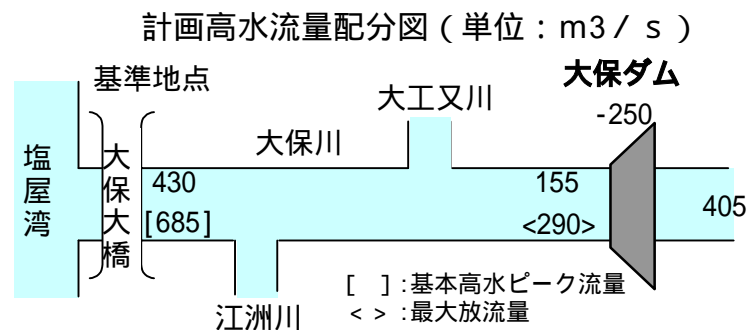 計画高水流量配分図（単位：m3／ｓ）
基準地点
大工又川
大保ダム
-250
塩屋湾
大保大橋
大保川
430
[685]
155
<290>
405
江洲川
[　]:基本高水ピーク流量
< > :最大放流量